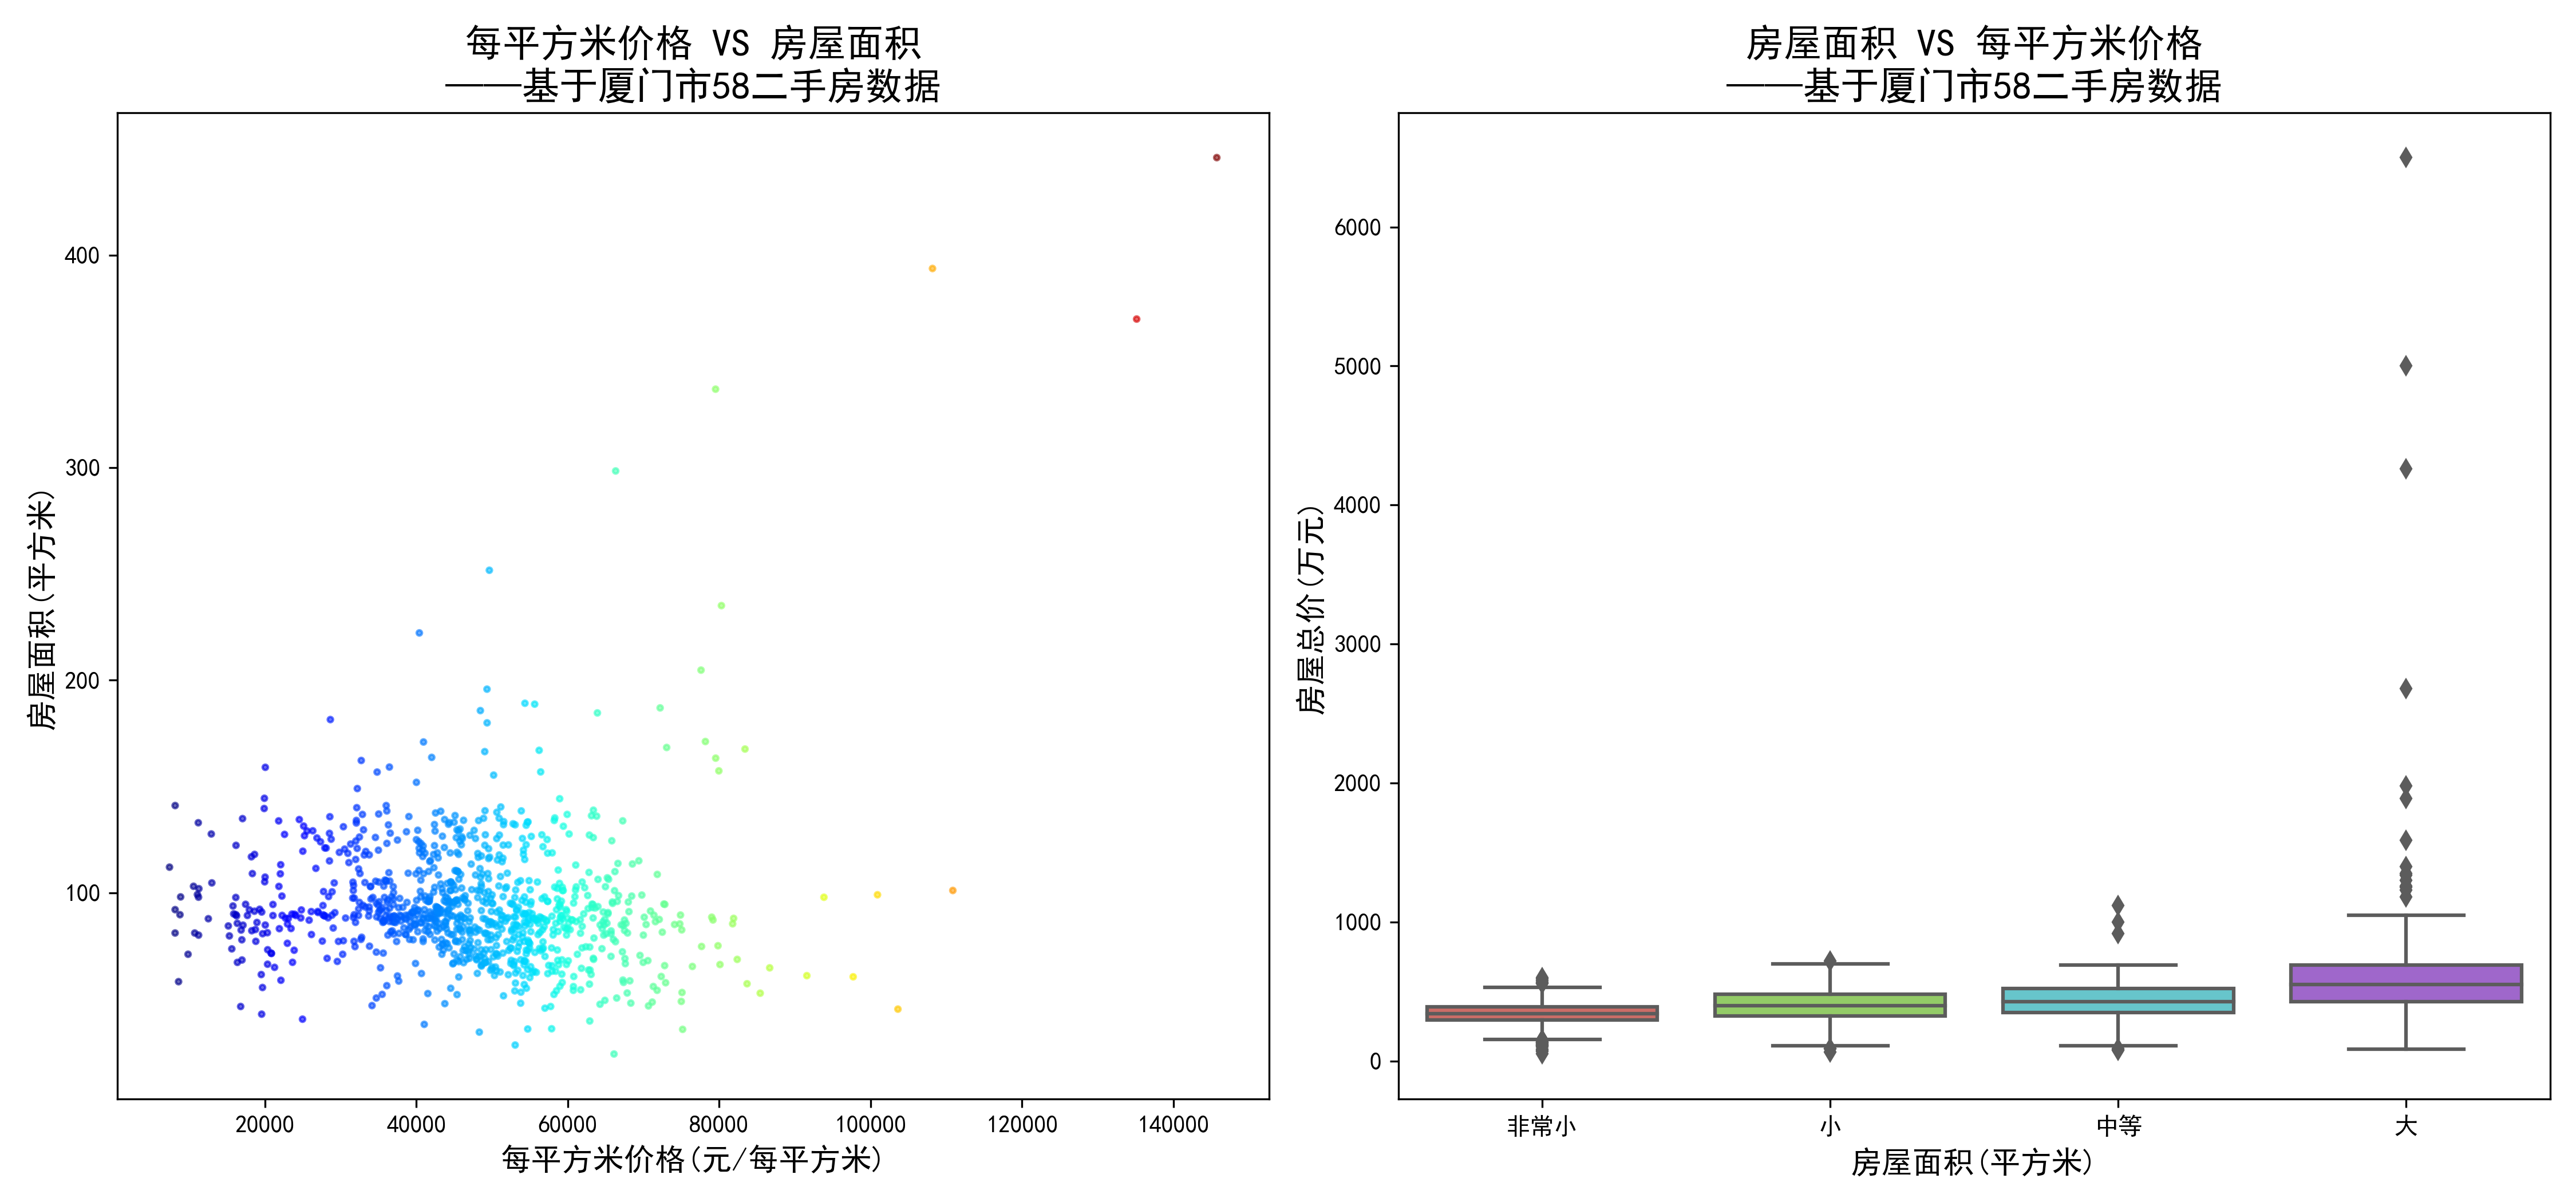 每平方米价格 VS 房屋面积
——基于厦门市58二手房数据
400
300
200
100
房屋面积(平方米)
20000 40000 60000 80000 100000 120000 140000
每平方米价格(元/每平方米)
房屋面积 VS 每平方米价格
——基于厦门市58二手房数据
6000
5000
4000
3000
2000
1000
0
房屋总价(万元)
非常小 小 中等 大
房屋面积(平方米)